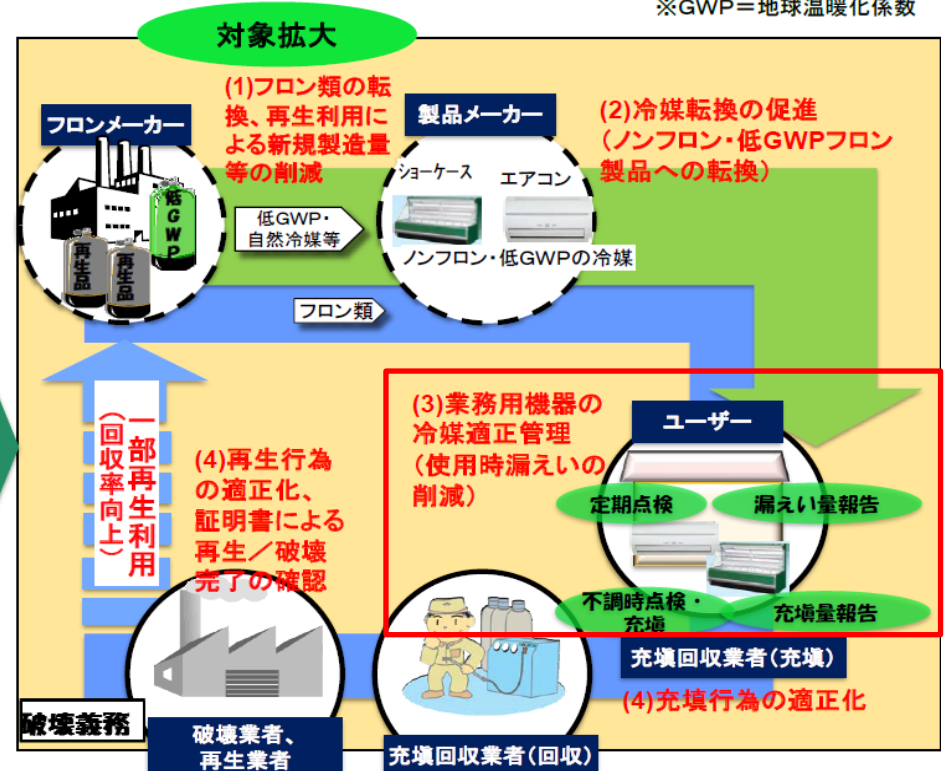 ※GWP＝地球温暖化係数
対象拡大
フロンメーカー
(1)フロン類の転
換、再生利用に
よる新規製造量
等の削減
製品メーカー
(2)冷媒転換の促進
(ノンフロン・低GWPフロン
製品への転換)
低GWP
再生品
再生品
低GWP・
自然冷媒等
ショーケース
エアコン
ノンフロン・低GWPの冷媒
フロン類
一部再生利用
(回収率向上)
(4)再生行為
の適正化、
証明書による
再生／破壊
完了の確認
(3)業務用機器の
冷媒適正管理
(使用時漏えいの
削減)
ユーザー
定期点検
漏えい量報告
不調時点検・
充塡
充塡量報告
充塡回収業者(充塡)
(4)充塡行為の適正化
破壊義務
破壊業者、
再生業者
充塡回収業者(回収)